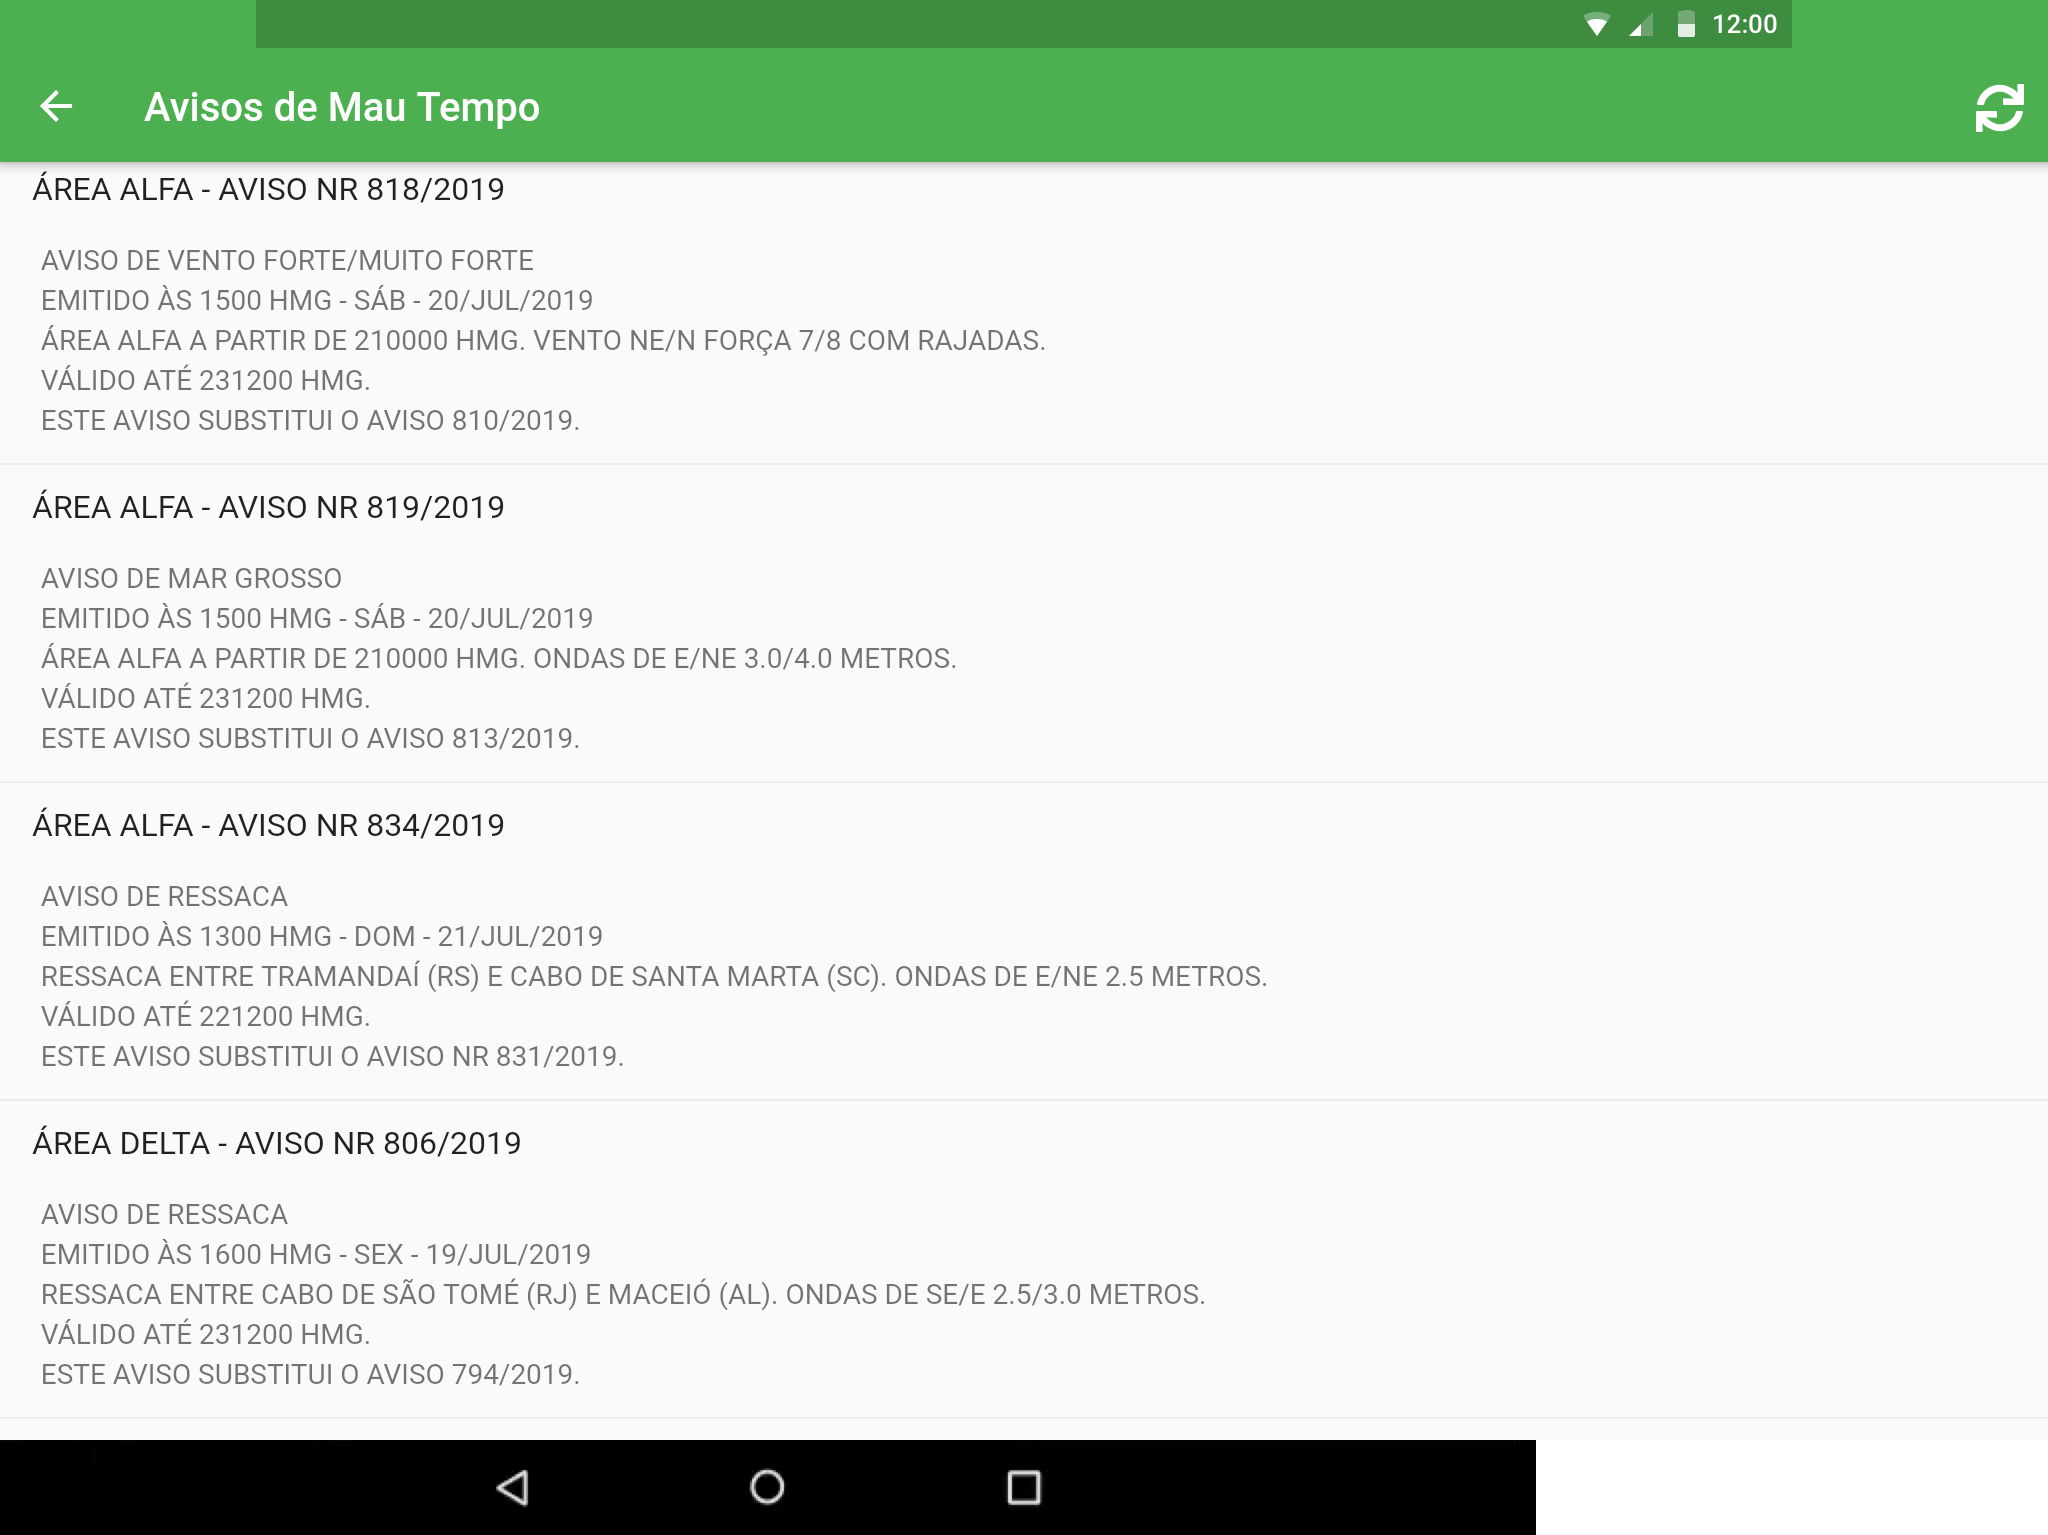 12:00
Avisos de Mau Tempo
ÁREA ALFA - AVISO NR 818/2019
AVISO DE VENTO FORTE/MUITO FORTE
EMITIDO ÀS 1500 HMG - SÁB - 20/JUL/2019
ÁREA ALFA A PARTIR DE 210000 HMG. VENTO NE/N FORÇA 7/8 COM RAJADAS.
VÁLIDO ATÉ 231200 HMG.
ESTE AVISO SUBSTITUI O AVISO 810/2019.
ÁREA ALFA - AVISO NR 819/2019
AVISO DE MAR GROSSO
EMITIDO ÀS 1500 HMG - SÁB - 20/JUL/2019
ÁREA ALFA A PARTIR DE 210000 HMG. ONDAS DE E/NE 3.0/4.0 METROS.
VÁLIDO ATÉ 231200 HMG.
ESTE AVISO SUBSTITUI O AVISO 813/2019.
ÁREA ALFA - AVISO NR 834/2019
AVISO DE RESSACA
EMITIDO ÀS 1300 HMG - DOM - 21/JUL/2019
RESSACA ENTRE TRAMANDAÍ (RS) E CABO DE SANTA MARTA (SC). ONDAS DE E/NE 2.5 METROS.
VÁLIDO ATÉ 221200 HMG.
ESTE AVISO SUBSTITUI O AVISO NR 831/2019.
ÁREA DELTA - AVISO NR 806/2019
AVISO DE RESSACA
EMITIDO ÀS 1600 HMG - SEX - 19/JUL/2019
RESSACA ENTRE CABO DE SÃO TOMÉ (RJ) E MACEIÓ (AL). ONDAS DE SE/E 2.5/3.0 METROS.
VÁLIDO ATÉ 231200 HMG.
ESTE AVISO SUBSTITUI O AVISO 794/2019.